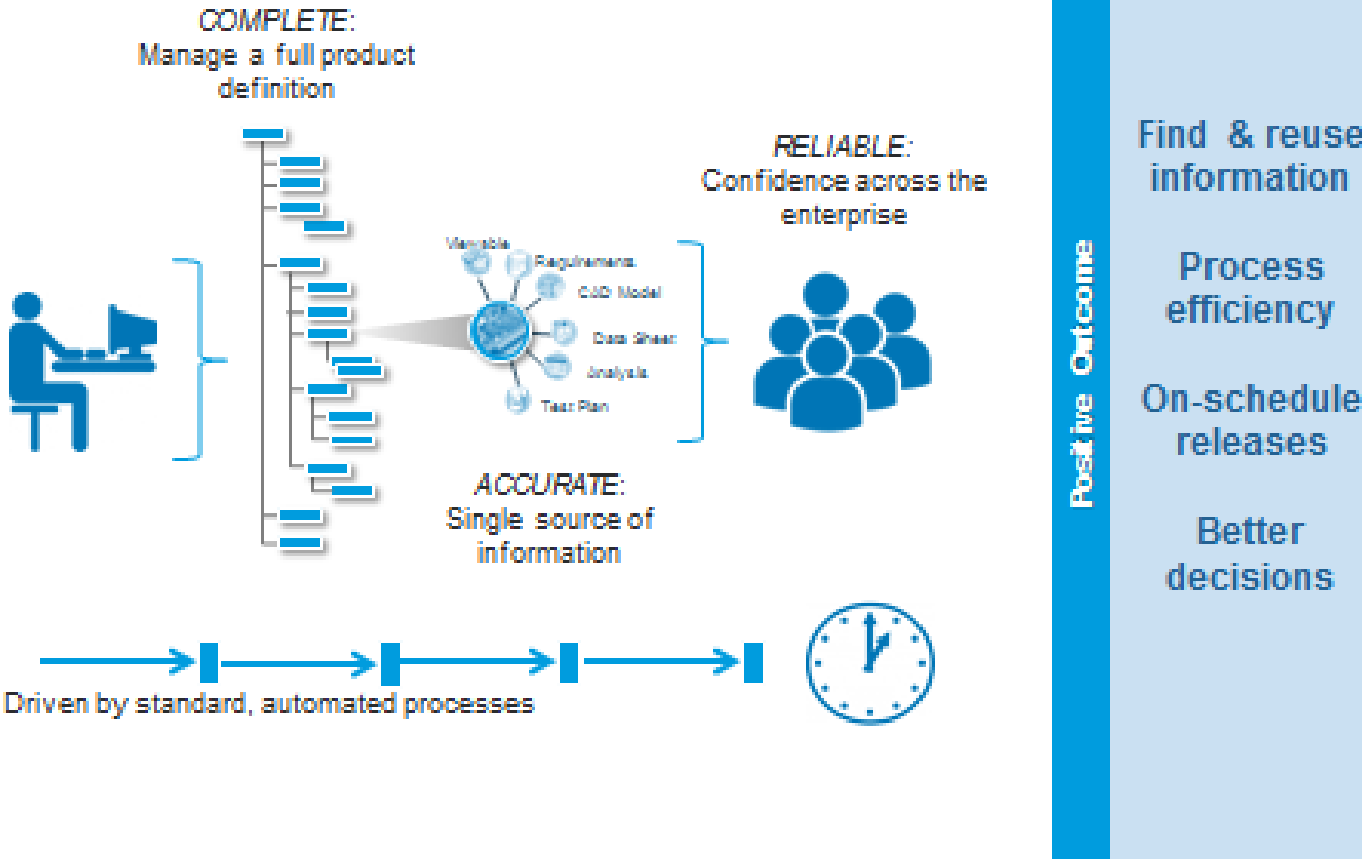 COMPLETE:
Manage a full product
definition
RELIABLE:
Confidence across the
enterprise
Viewable
Requirements
CAD Model
Data Sheet
Analysis
Test Plan
ACCURATE:
Single source of
information
Driven by standard, automated processes
Positive Outcome
Find & reuse
information
Process
efficiency
On-schedule
releases
Better
decisions